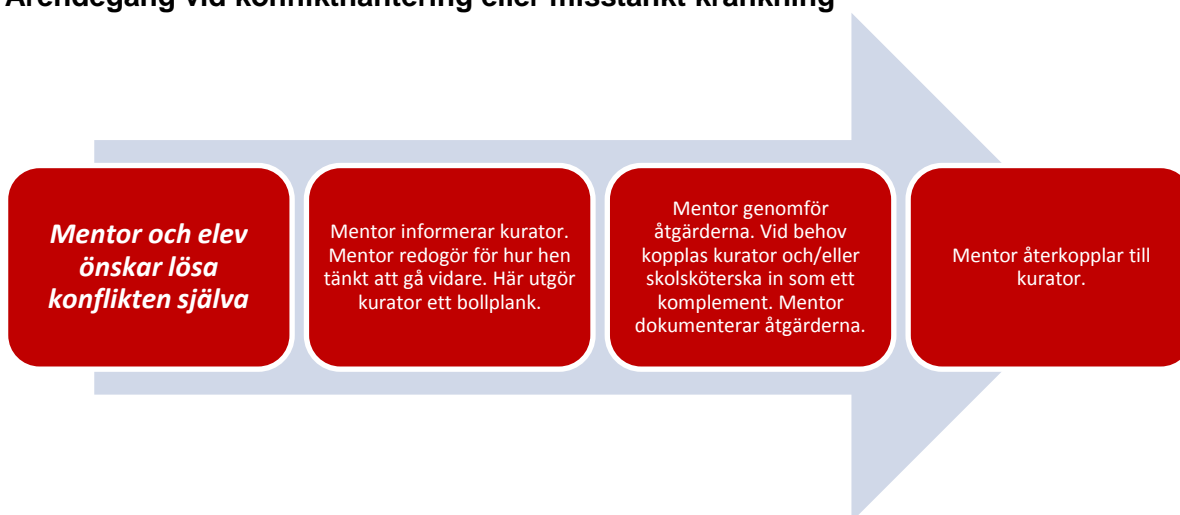 Ärendegång vid konflikthantering eller misstänkt kränkning
Mentor och elev
önskar lösa
konflikten själva
Mentor informerar kurator.
Mentor redogör för hur hen
tänkt att gå vidare. Här utgör
kurator ett bollplank.
Mentor genomför
åtgärderna. Vid behov
kopplas kurator och/eller
skolsköterska in som ett
komplement. Mentor
dokumenterar åtgärderna.
Mentor återkopplar till
kurator.